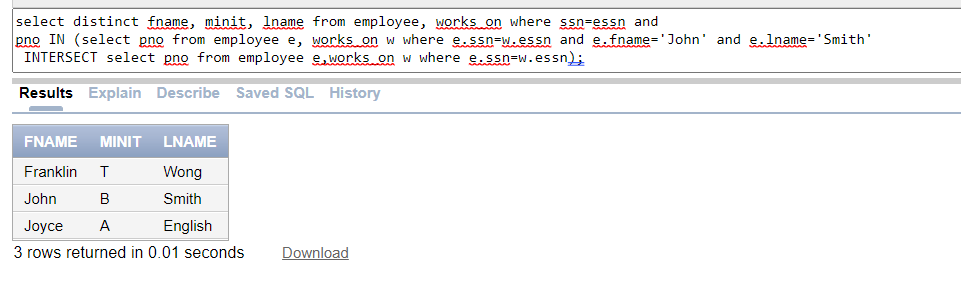 select distinct fname, minit, lname from employee, works_on where ssn=essn and
pno IN (select pno from employee e, works_on w where e.ssn=w.essn and e.fname='John' and e.lname='Smith'
INTERSECT select pno from employee e,works_on w where e.ssn=w.essn);
Results Explain Describe Saved SQL History
FNAME MINIT LNAME
Franklin T Wong
John B Smith
Joyce A English
3 rows returned in 0.01 seconds Download